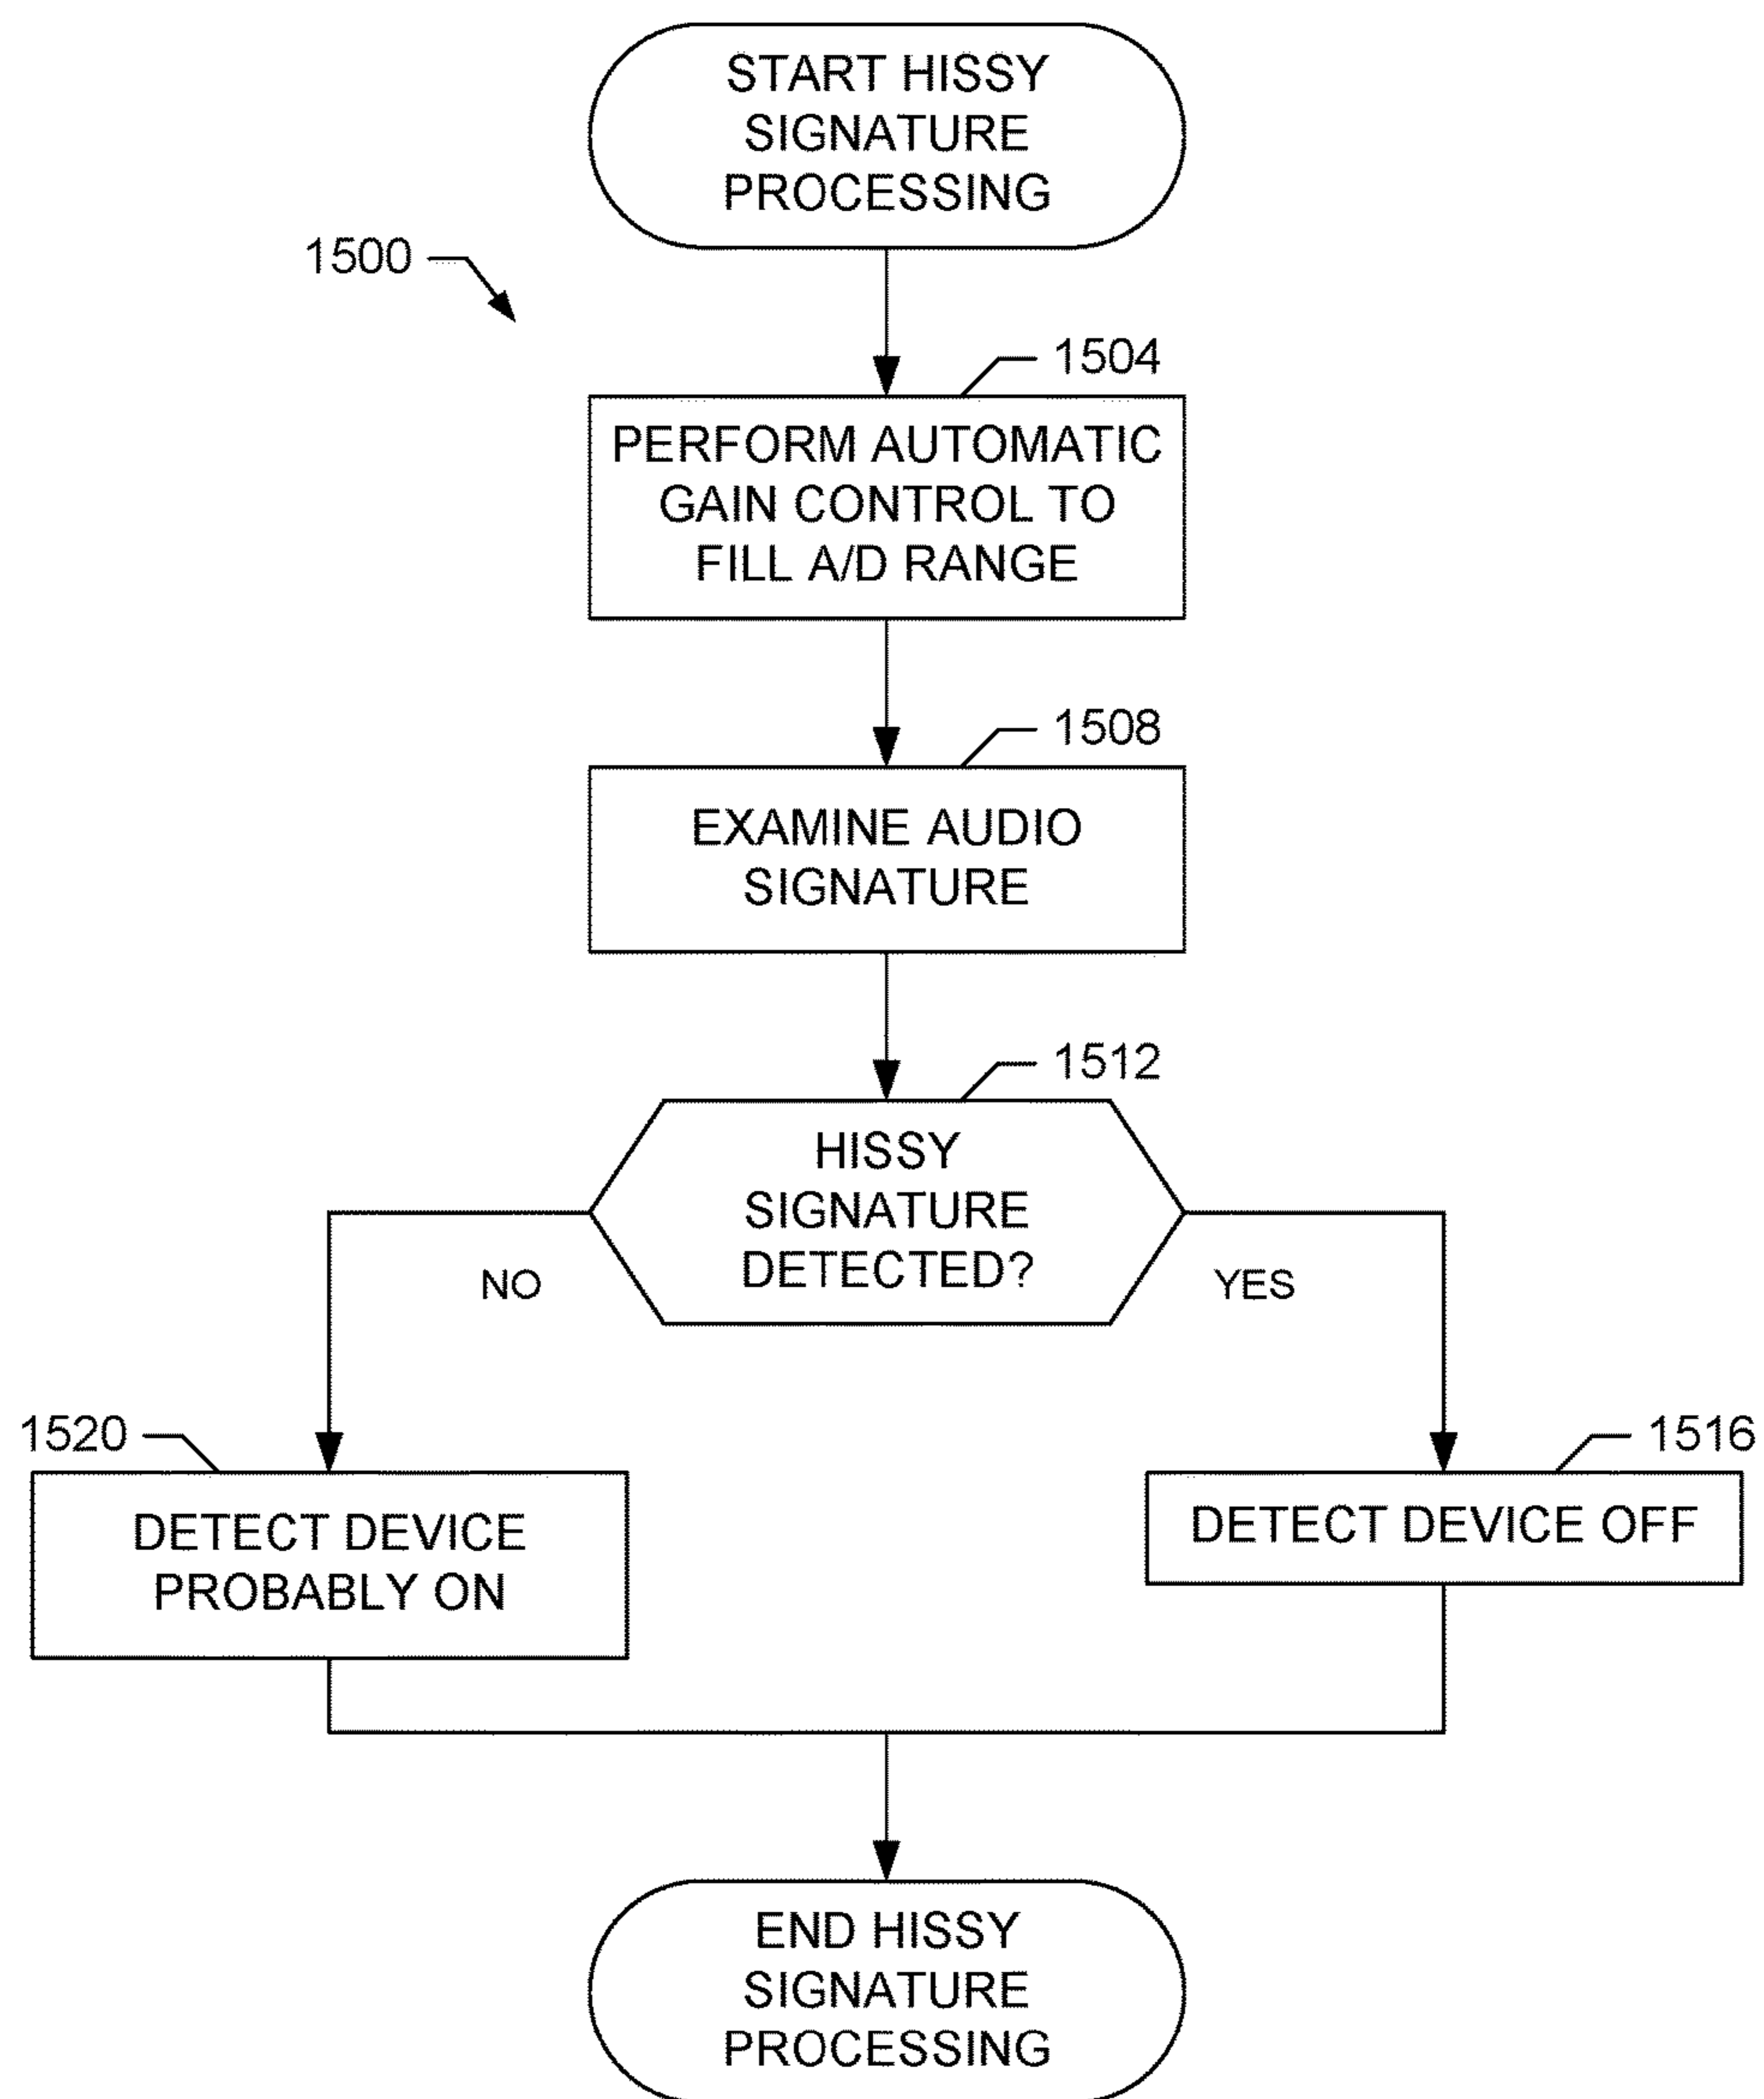 START HISSY
SIGNATURE
PROCESSING
1500
1504
PERFORM AUTOMATIC
GAIN CONTROL TO
FILL A/D RANGE
1508
EXAMINE AUDIO
SIGNATURE
1512
HISSY
SIGNATURE
DETECTED?
NO
YES
1520
DETECT DEVICE
PROBABLY ON
1516
DETECT DEVICE OFF
END HISSY
SIGNATURE
PROCESSING